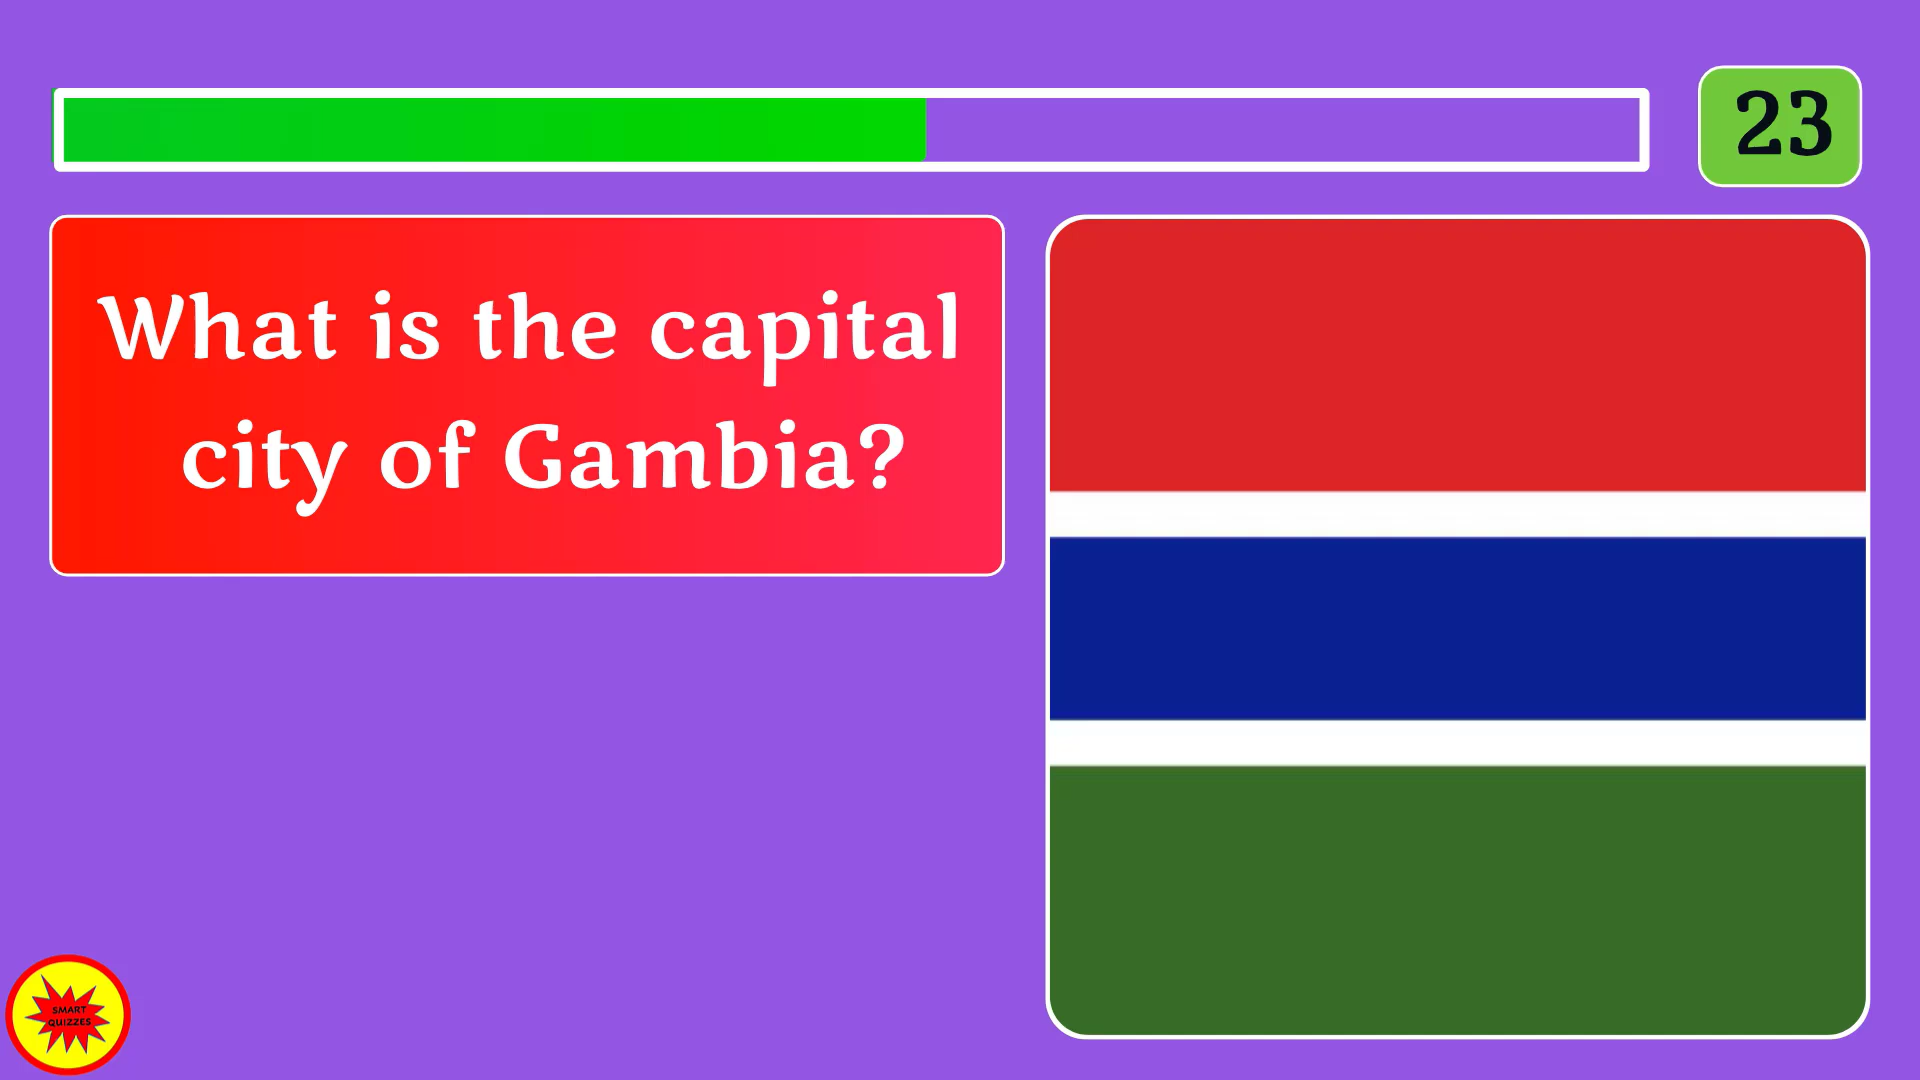 23
What is the capital
city of Gambia?
SMART
QUIZZES